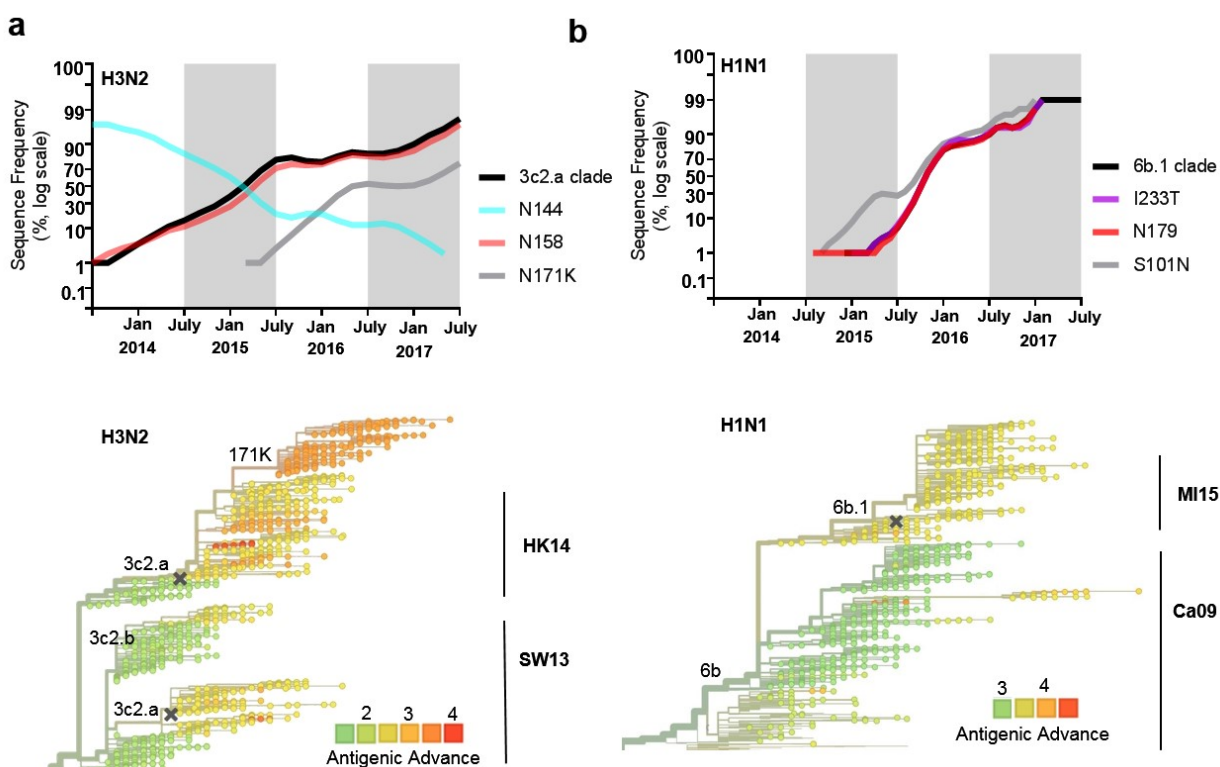 a
H3N2
Sequence Frequency
(%, log scale)
100
99
90
70
50
30
10
1
0.1
Jan July Jan July Jan July Jan July
2014 2015 2016 2017
3c2.a clade
N144
N158
N171K
b
H1N1
Sequence Frequency
(%, log scale)
100
99
90
70
50
30
10
1
0.1
Jan July Jan July Jan July Jan July
2014 2015 2016 2017
6b.1 clade
I233T
N179
S101N
H3N2
171K
3c2.a
3c2.b
3c2.a
HK14
SW13
2 3 4
Antigenic Advance
H1N1
6b.1
6b
MI15
Ca09
3 4
Antigenic Advance